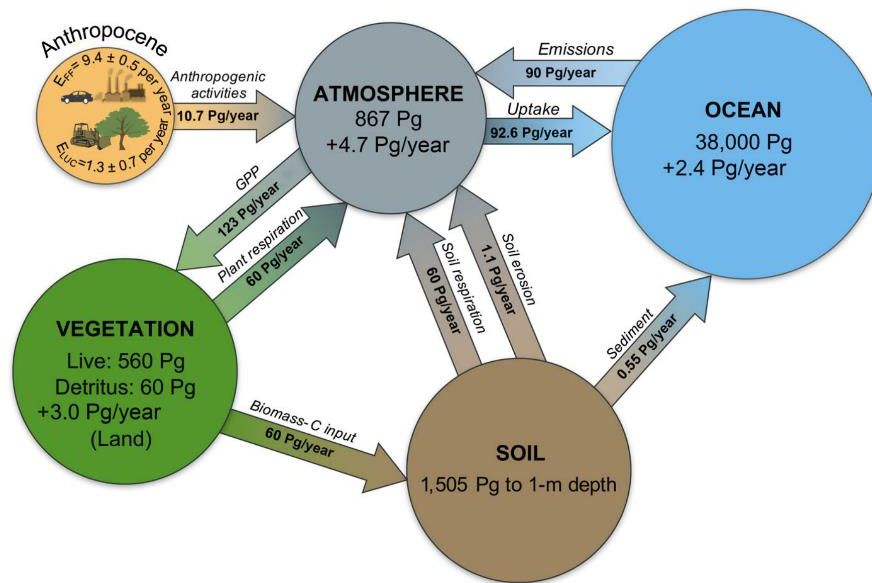 Anthropocene
EFF= 9.4 ± 0.5 per year
ELUC=1.3 ± 0.7 per year
Anthropogenic
activities
10.7 Pg/year
ATMOSPHERE
867 Pg
+4.7 Pg/year
Emissions
90 Pg/year
Uptake
92.6 Pg/year
OCEAN
38,000 Pg
+2.4 Pg/year
GPP
123 Pg/year
Plant respiration
60 Pg/year
Soil respiration
60 Pg/year
Soil erosion
1.1 Pg/year
Sediment
0.55 Pg/year
VEGETATION
Live: 560 Pg
Detritus: 60 Pg
+3.0 Pg/year
(Land)
Biomass-C input
60 Pg/year
SOIL
1,505 Pg to 1-m depth